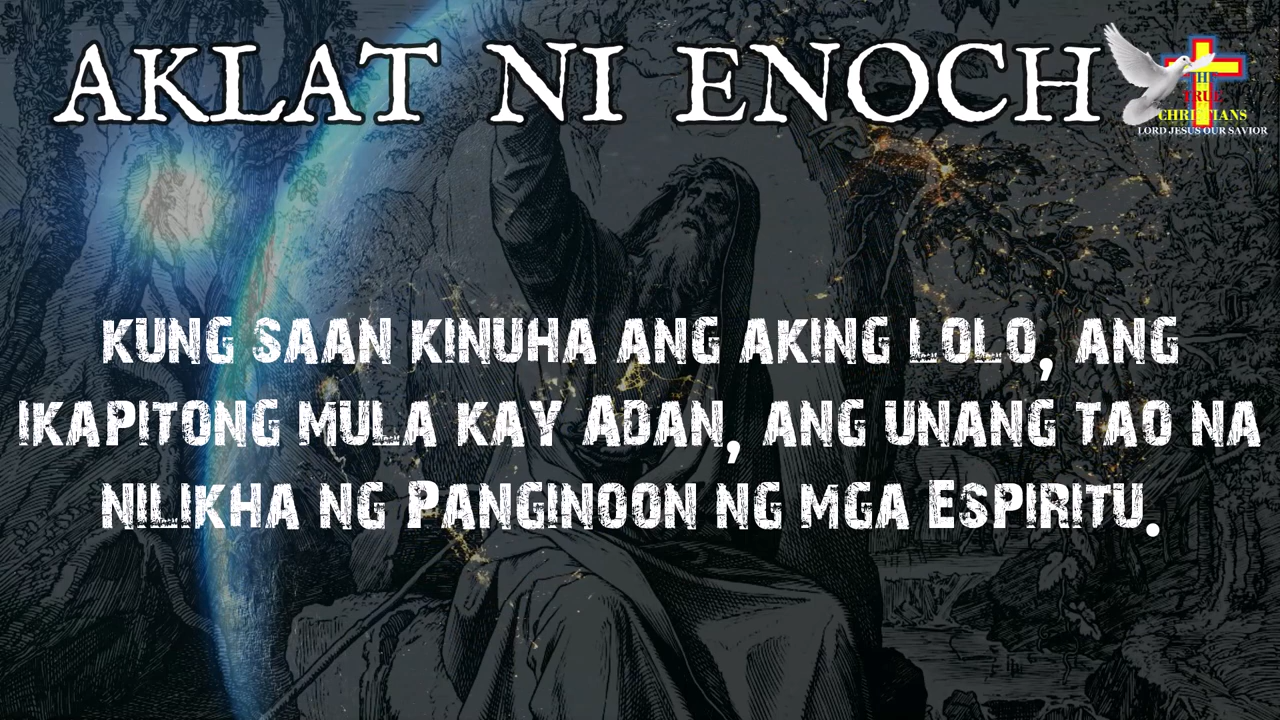 AKLAT NI ENOCH
TRUE
CHRISTIANS
LORD JESUS OUR SAVIOR
KUNG SAAN KINUHA ANG AKING LOLO, ANG
IKAPITONG MULA KAY ADAN, ANG UNANG TAO NA
NILIKHA NG PANGINOON NG MGA ESPIRITU.